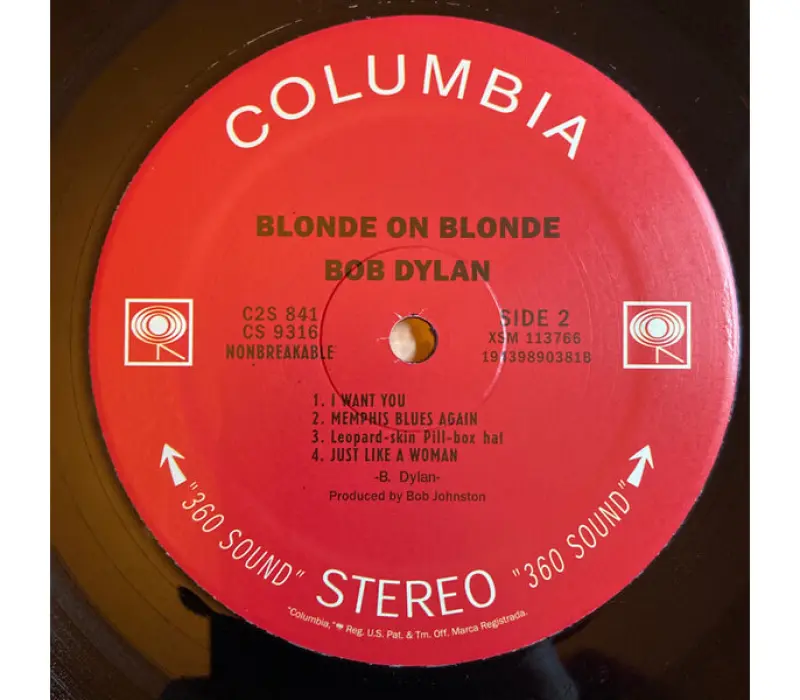 COLUMBIA
BLONDE ON BLONDE
BOB DYLAN
C2S 841
CS 9316
NONBREAKABLE
SIDE 2
XSM 113766
19439890381B
1. I WANT YOU
2. MEMPHIS BLUES AGAIN
3. Leopard-skin Pill-box hat
4. JUST LIKE A WOMAN
-B. Dylan-
Produced by Bob Johnston
"360 SOUND" STEREO "360 SOUND"
"Columbia," Reg. U.S. Pat. & Tm. Off. Marca Registrada.